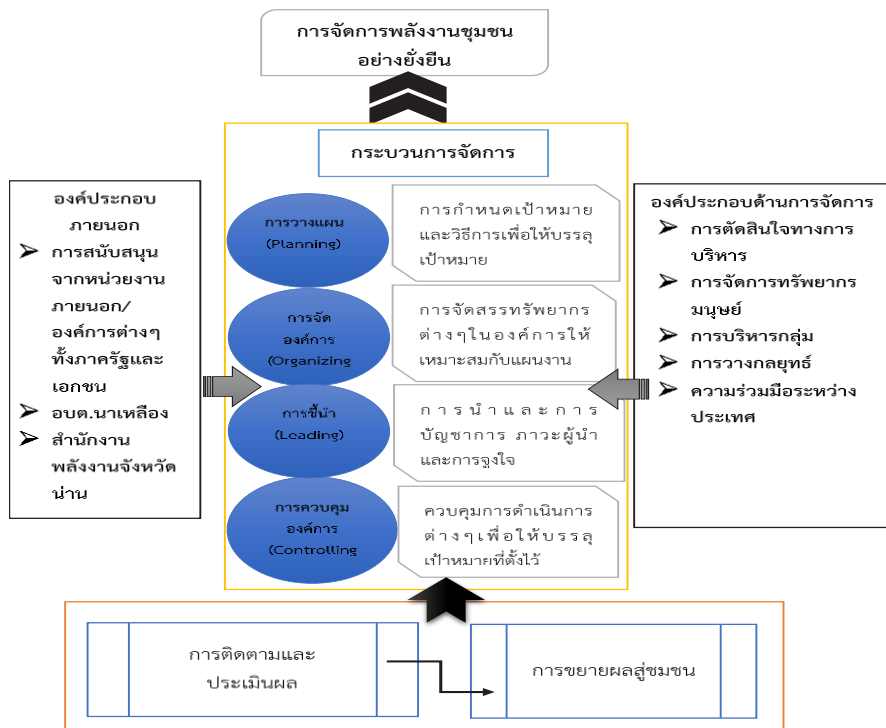 การจัดการพลังงานชุมชน
อย่างยั่งยืน
กระบวนการจัดการ
องค์ประกอบ
ภายนอก
➢ การสนับสนุน
จากหน่วยงาน
ภายนอก/
องค์การต่างๆ
ทั้งภาครัฐและ
เอกชน
➢ อบต.นาเหลือง
➢ สำนักงาน
พลังงานจังหวัด
น่าน
การวางแผน
(Planning)
การกำหนดเป้าหมาย
และวิธีการเพื่อให้บรรลุ
เป้าหมาย
การจัด
องค์การ
(Organizing
การจัดสรรทรัพยากร
ต่างๆในองค์การให้
เหมาะสมกับแผนงาน
การชี้นำ
(Leading)
การนำและการ
บัญชาการ ภาวะผู้นำ
และการจูงใจ
การควบคุม
องค์การ
(Controlling
ควบคุมการดำเนินการ
ต่างๆเพื่อให้บรรลุ
เป้าหมายที่ตั้งไว้
องค์ประกอบด้านการจัดการ
➢ การตัดสินใจทางการ
บริหาร
➢ การจัดการทรัพยากร
มนุษย์
➢ การบริหารกลุ่ม
➢ การวางกลยุทธ์
➢ ความร่วมมือระหว่าง
ประเทศ
การติดตามและ
ประเมินผล
การขยายผลสู่ชุมชน